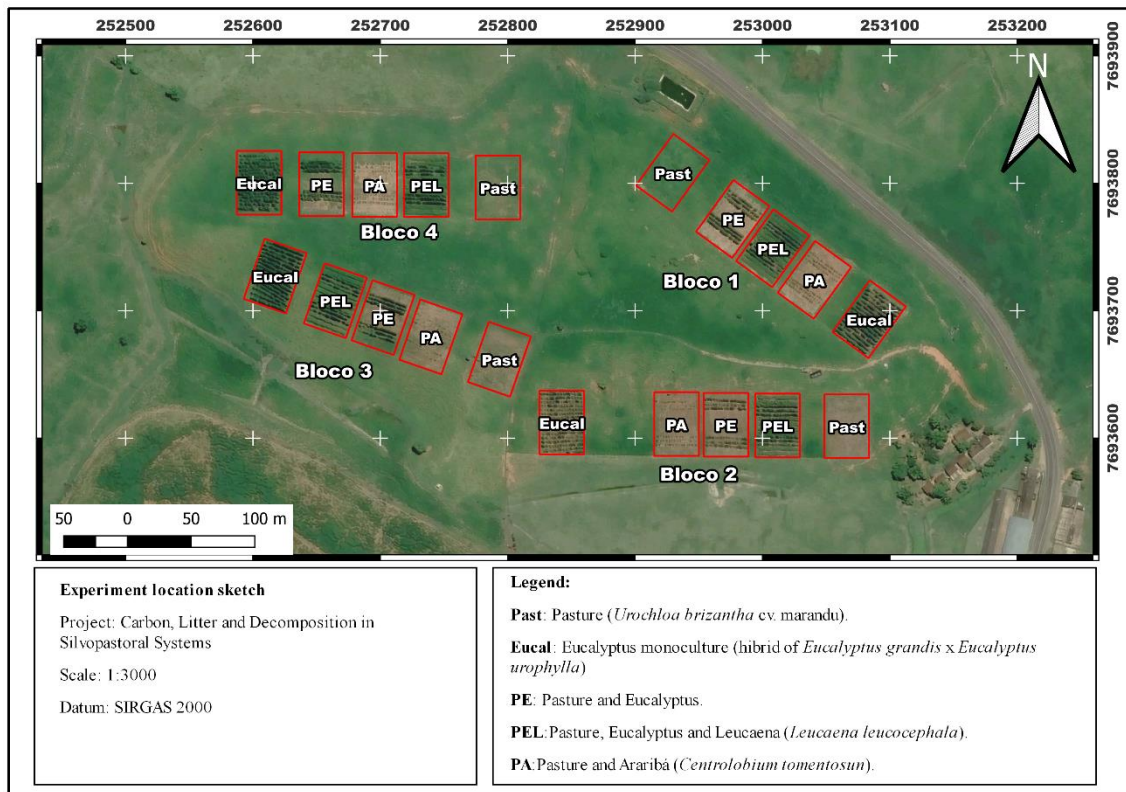 252500 252600 252700 252800 252900 253000 253100 253200
7693900
N
Eucal PE PA PEL Past
Past
7693800
Bloco 4
PE
PEL
PA
Bloco 1
Eucal
Eucal
PEL
PE
PA
Past
7693700
Bloco 3
Eucal PA PE PEL Past
7693600
Bloco 2
50 0 50 100 m
Experiment location sketch
Project: Carbon, Litter and Decomposition in
Silvopastoral Systems
Scale: 1:3000
Datum: SIRGAS 2000
Legend:
Past: Pasture (Urochloa brizantha cv. marandu).
Eucal: Eucalyptus monoculture (hibrid of Eucalyptus grandis x Eucalyptus
urophylla)
PE: Pasture and Eucalyptus.
PEL:Pasture, Eucalyptus and Leucaena (Leucaena leucocephala).
PA:Pasture and Araribá (Centrolobium tomentosun).